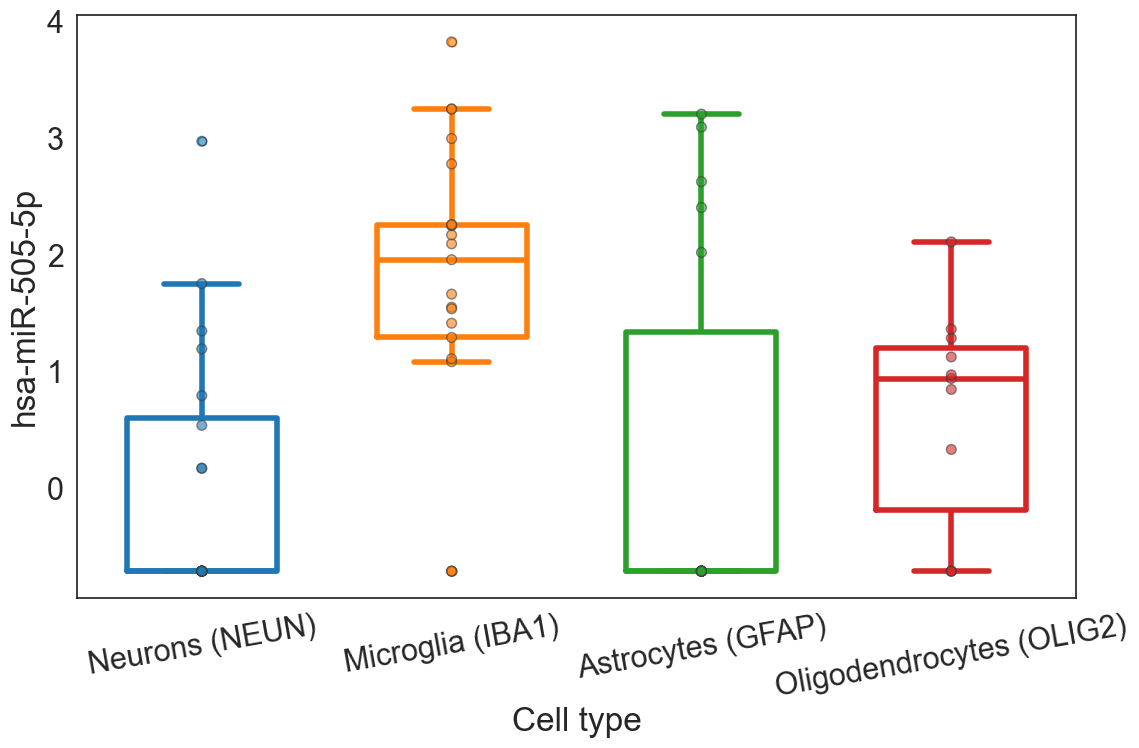 hsa-miR-505-5p
4
3
2
1
0
Neurons (NEUN)
Microglia (IBA1)
Astrocytes (GFAP)
Oligodendrocytes (OLIG2)
Cell type